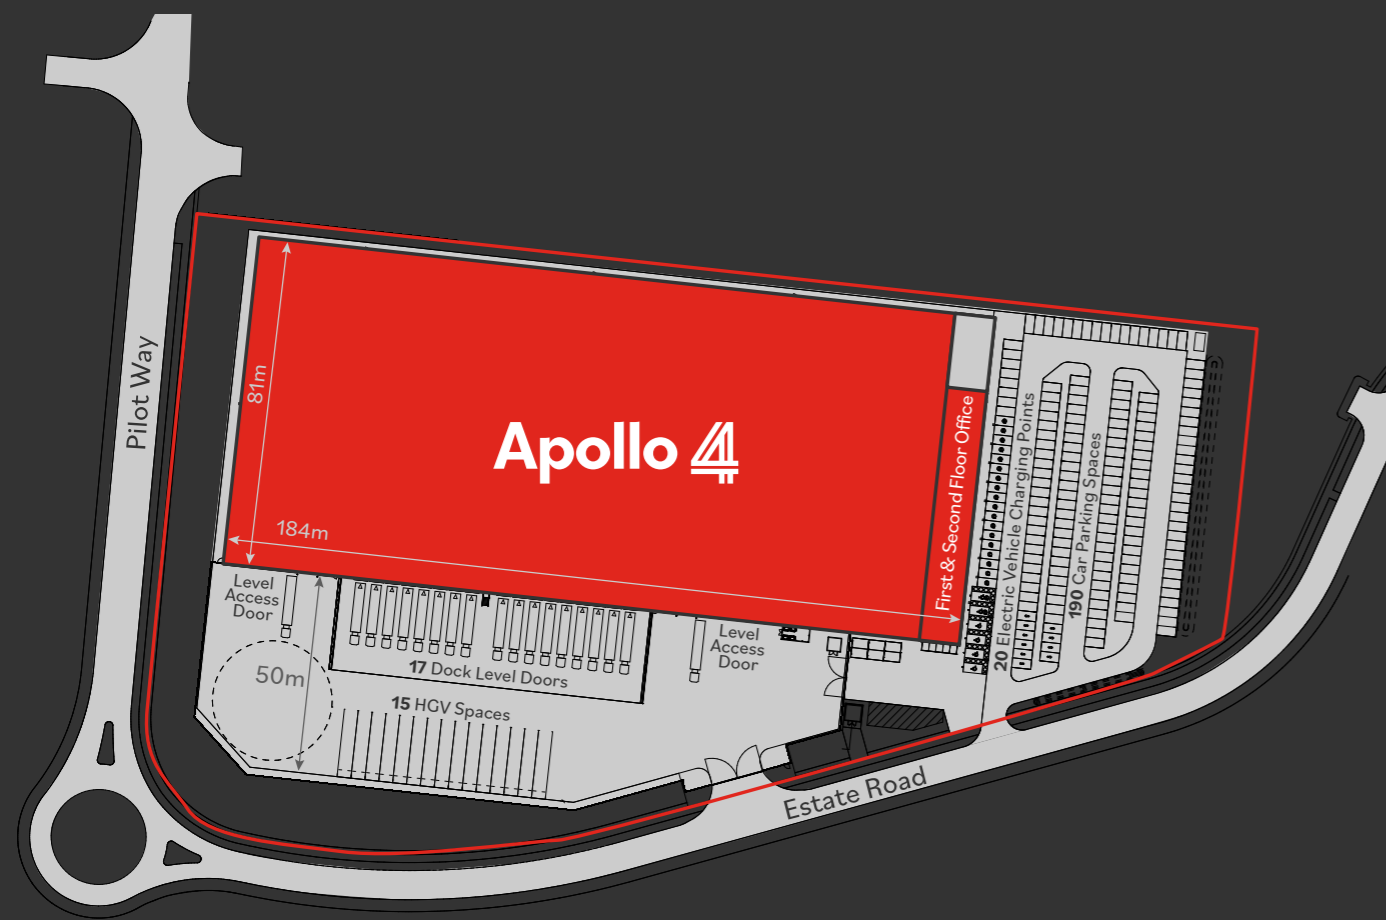 Pilot Way
81m
Apollo 4
184m
First & Second Floor Office
20 Electric Vehicle Charging Points
190 Car Parking Spaces
Level
Access
Door
50m
17 Dock Level Doors
15 HGV Spaces
Level
Access
Door
Estate Road